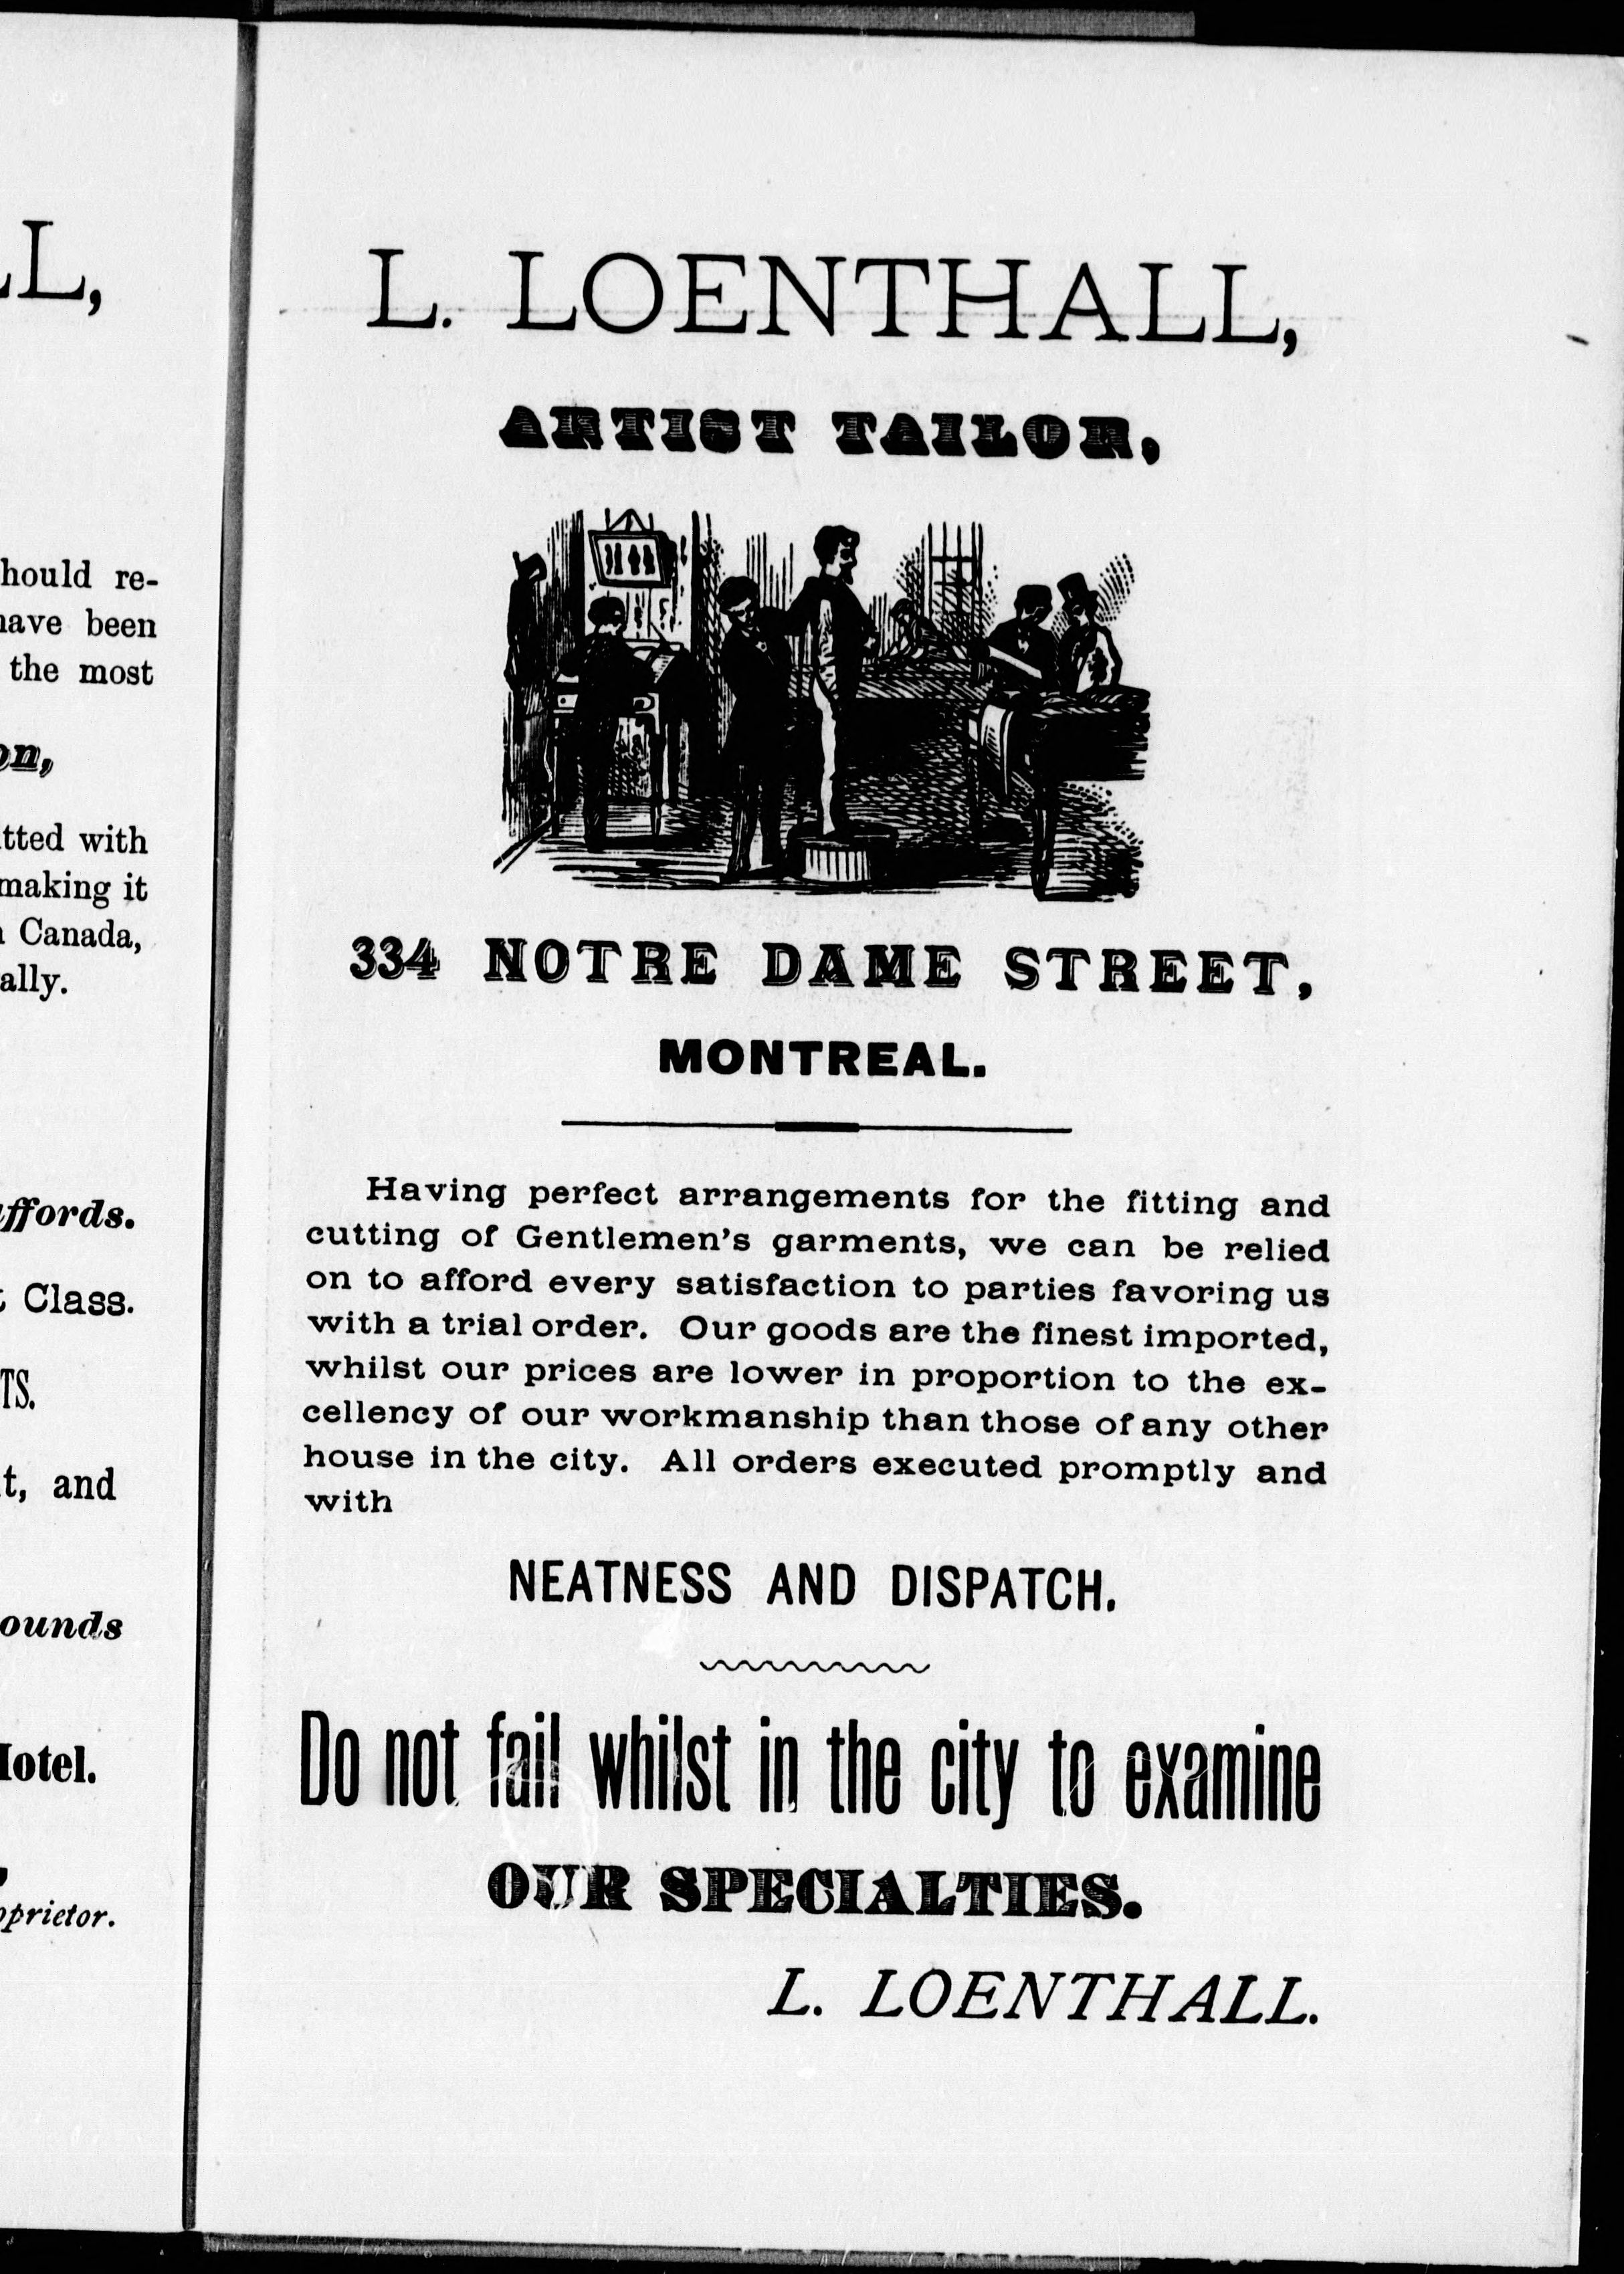 LL,
hould re-
have been
the most
on,
itted with
making it
Canada,
ally.
affords.
Class.
TS.
t, and
ounds
Hotel.
oprietor.
L. LOENTHALL,
ARTIST TAILOR,
334 NOTRE DAME STREET,
MONTREAL.
Having perfect arrangements for the fitting and
cutting of Gentlemen's garments, we can be relied
on to afford every satisfaction to parties favoring us
with a trial order. Our goods are the finest imported,
whilst our prices are lower in proportion to the ex-
cellency of our workmanship than those of any other
house in the city. All orders executed promptly and
with
NEATNESS AND DISPATCH.
Do not fail whilst in the city to examine
OUR SPECIALTIES.
L. LOENTHALL.